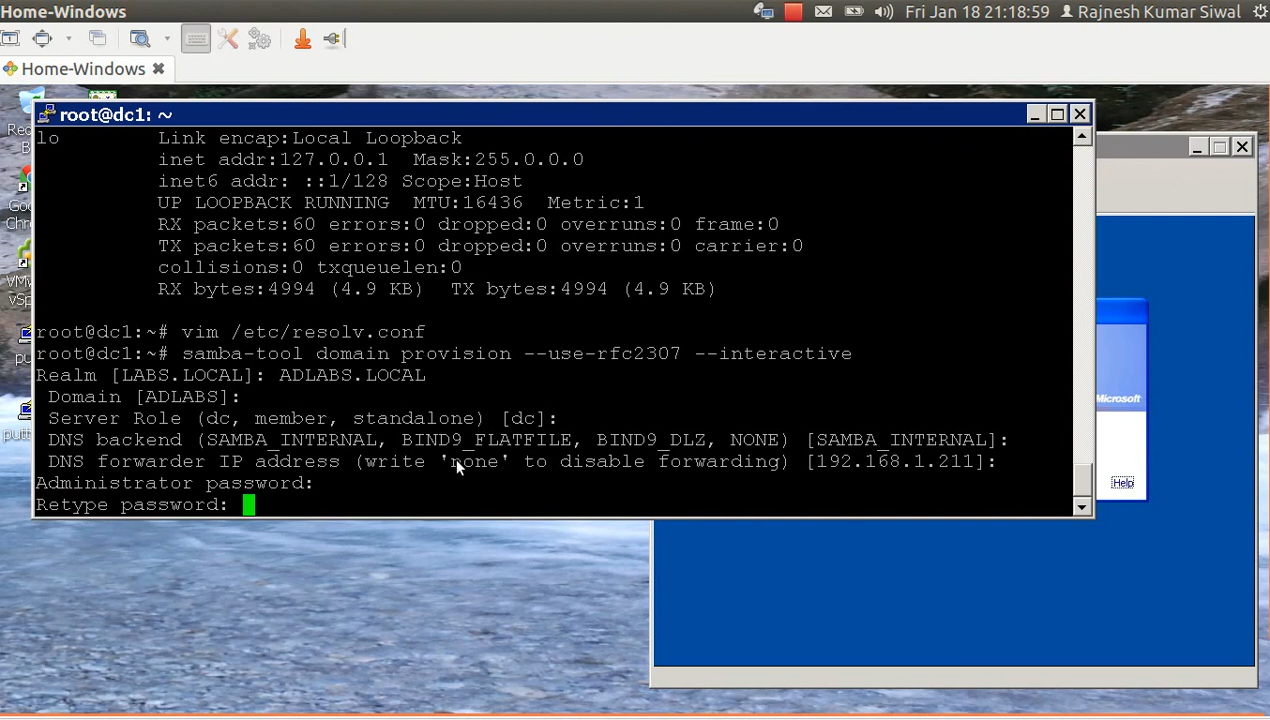 Home-Windows
Fri Jan 18 21:18:59 Rajnesh Kumar Siwal
Home-Windows
root@dc1: ~
lo Link encap:Local Loopback
inet addr:127.0.0.1 Mask:255.0.0.0
inet6 addr: ::1/128 Scope:Host
UP LOOPBACK RUNNING MTU:16436 Metric:1
RX packets:60 errors:0 dropped:0 overruns:0 frame:0
TX packets:60 errors:0 dropped:0 overruns:0 carrier:0
collisions:0 txqueuelen:0
RX bytes:4994 (4.9 KB) TX bytes:4994 (4.9 KB)
root@dc1:~# vim /etc/resolv.conf
root@dc1:~# samba-tool domain provision --use-rfc2307 --interactive
Realm [LABS.LOCAL]: ADLABS.LOCAL
Domain [ADLABS]:
Server Role (dc, member, standalone) [dc]:
DNS backend (SAMBA_INTERNAL, BIND9_FLATFILE, BIND9_DLZ, NONE) [SAMBA_INTERNAL]:
DNS forwarder IP address (write 'none' to disable forwarding) [192.168.1.211]:
Administrator password:
Retype password:
Microsoft
Help